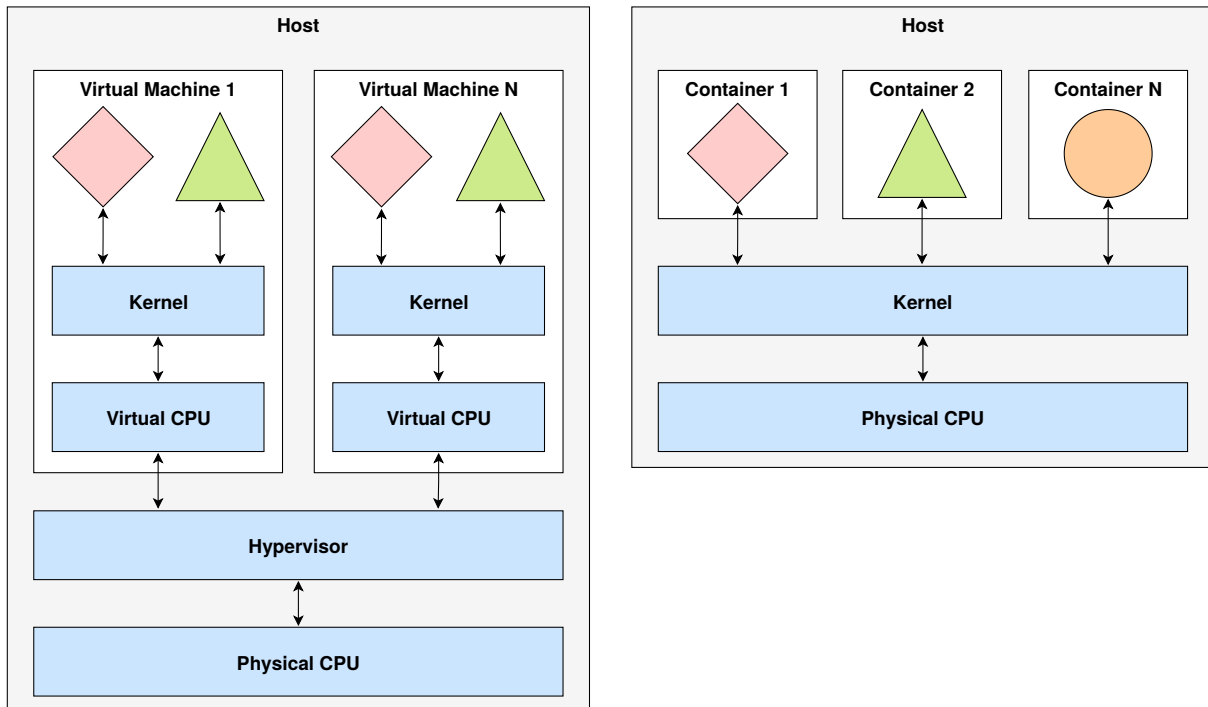 Host
Virtual Machine 1
Virtual Machine N
Kernel
Kernel
Virtual CPU
Virtual CPU
Hypervisor
Physical CPU
Host
Container 1
Container 2
Container N
Kernel
Physical CPU